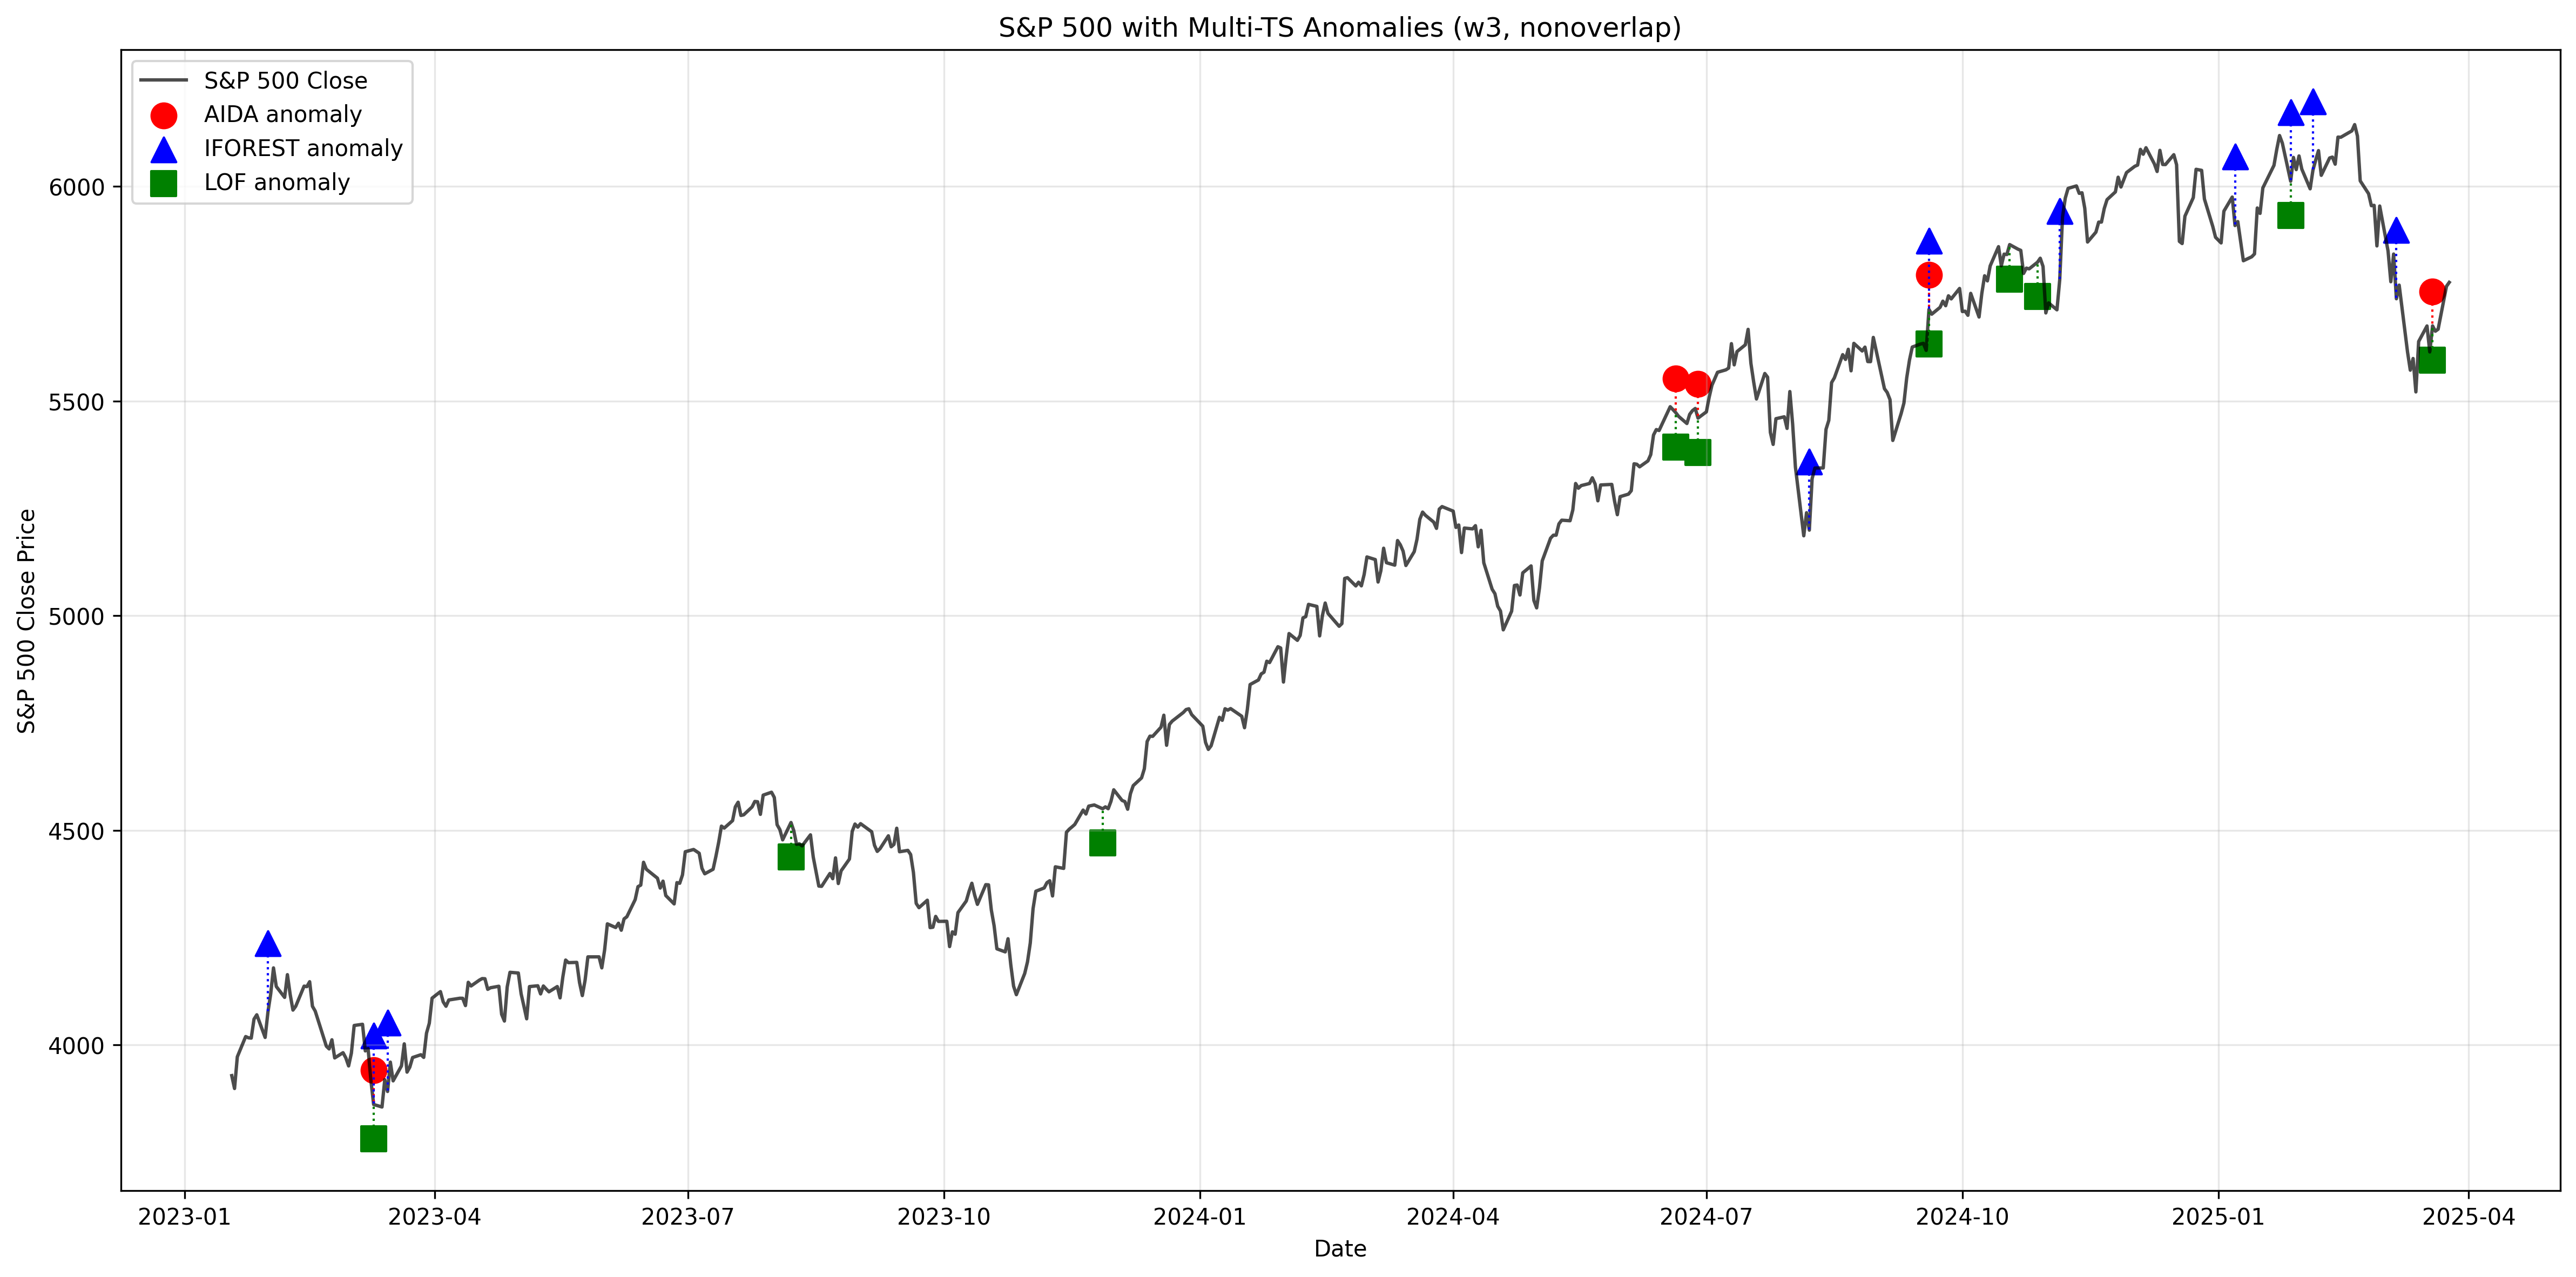 S&P 500 with Multi-TS Anomalies (w3, nonoverlap)
S&P 500 Close
AIDA anomaly
IFOREST anomaly
LOF anomaly
S&P 500 Close Price
6000
5500
5000
4500
4000
2023-01
2023-04
2023-07
2023-10
2024-01
2024-04
2024-07
2024-10
2025-01
2025-04
Date